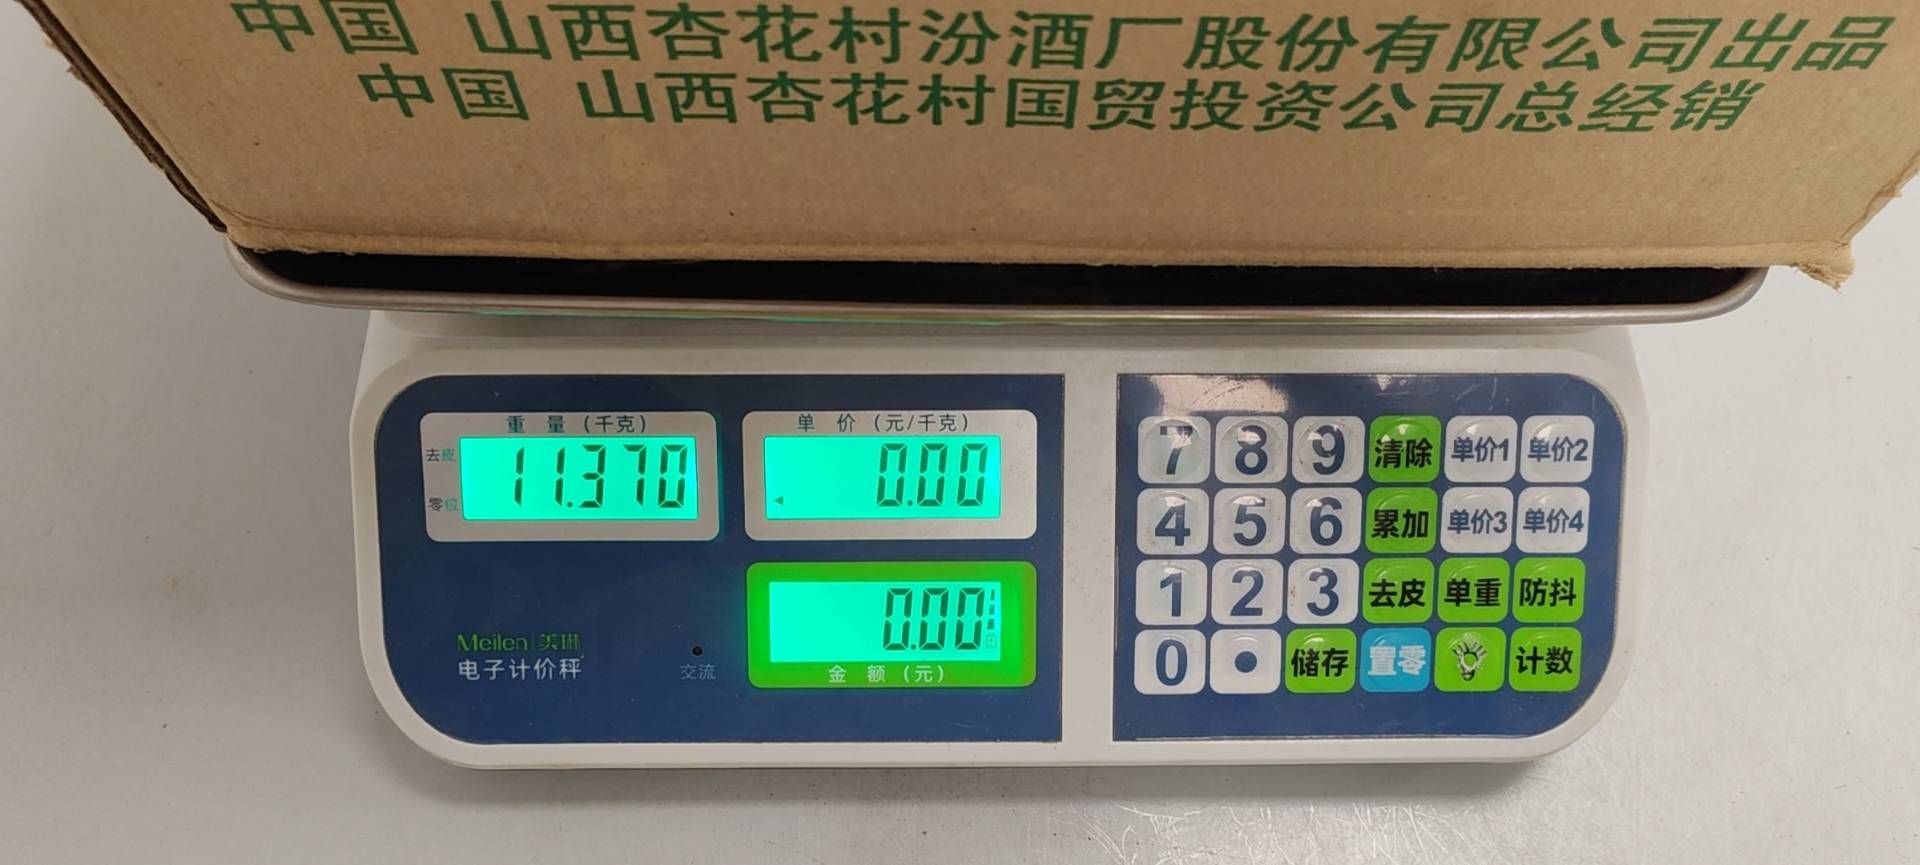 中国 山西杏花村汾酒厂股份有限公司出品
中国 山西杏花村国贸投资公司总经销
重量(千克)
去皮
零位
11.370
单价(元/千克)
0.00
0.00
金额(元)
Meilen 美琳
电子计价秤
交流
7 8 9 清除 单价1 单价2
4 5 6 累加 单价3 单价4
1 2 3 去皮 单重 防抖
0 • 储存 置零 计数